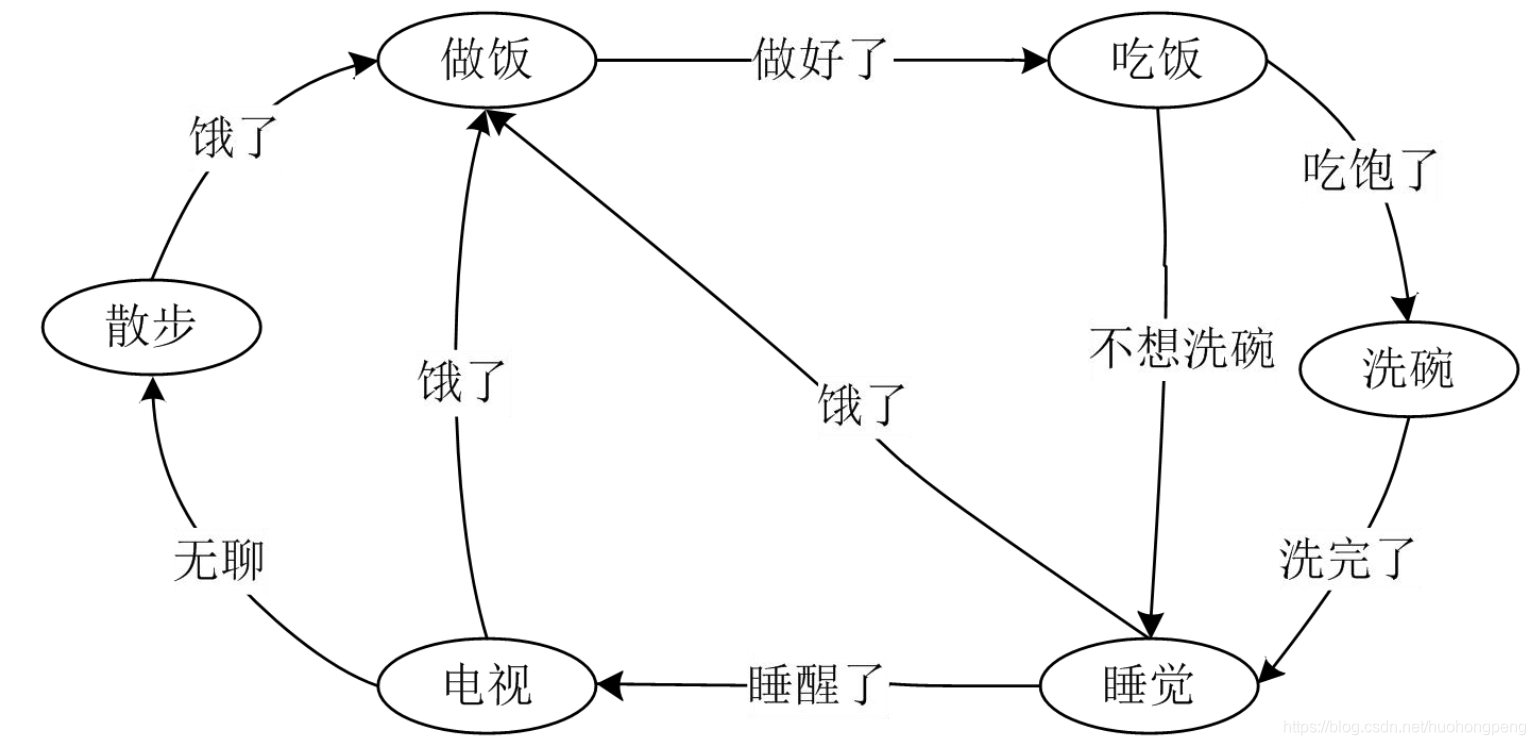 做饭
做好了
吃饭
饿了
吃饱了
散步
饿了
饿了
不想洗碗
洗碗
无聊
洗完了
电视
睡醒了
睡觉
https://blog.csdn.net/huohongpeng